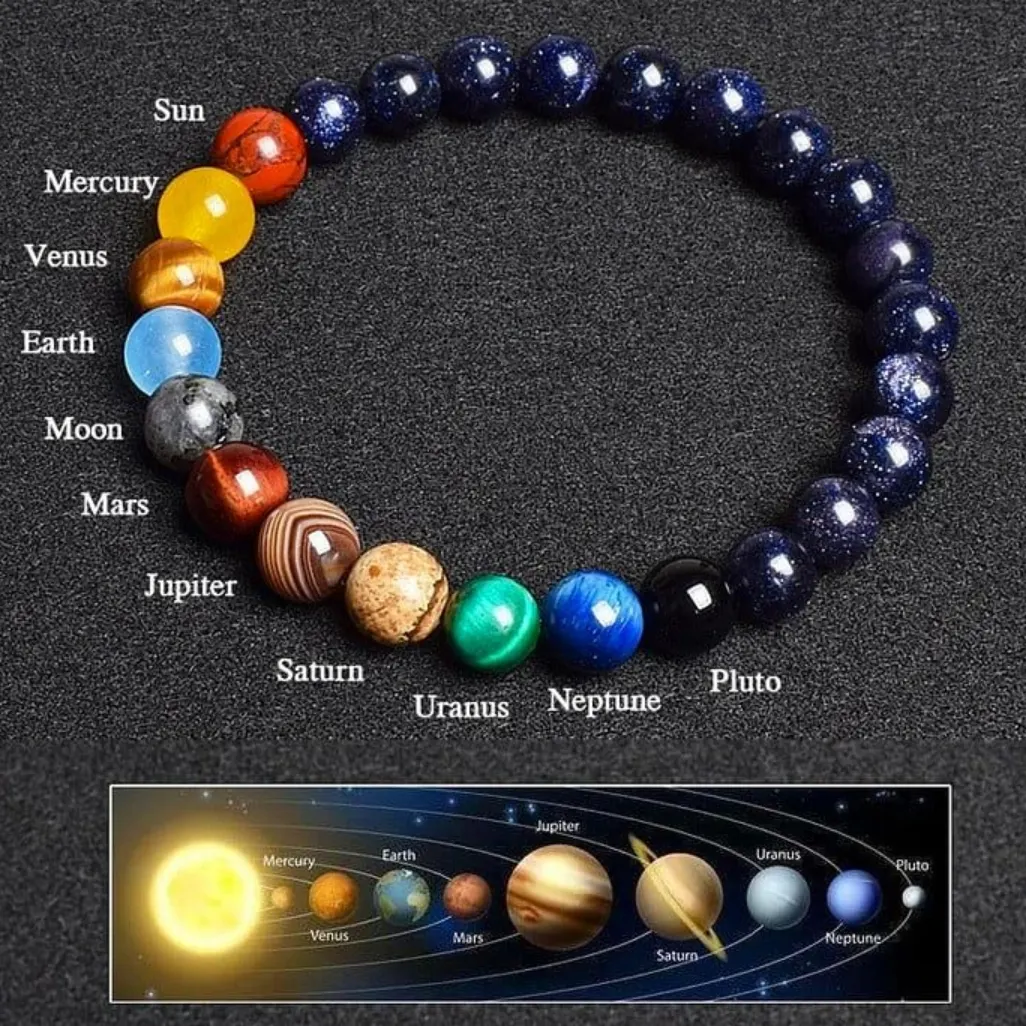 Sun
Mercury
Venus
Earth
Moon
Mars
Jupiter
Saturn
Uranus
Neptune
Pluto
Mercury
Venus
Earth
Mars
Jupiter
Saturn
Uranus
Neptune
Pluto